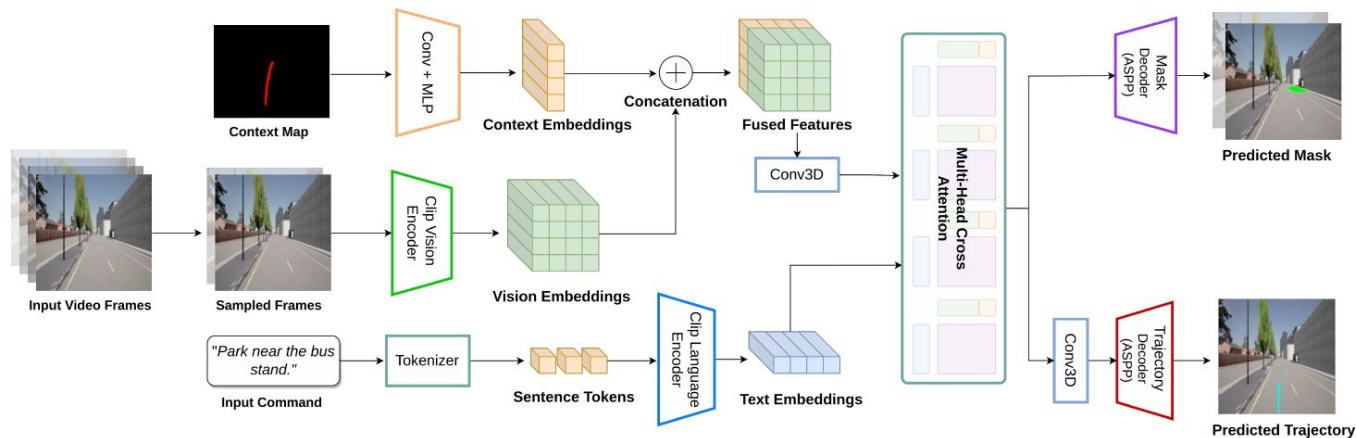 Context Map
Conv + MLP
Context Embeddings
Concatenation
Fused Features
Conv3D
Multi-Head Cross
Attention
Mask
Decoder
(ASPP)
Predicted Mask
Input Video Frames
Sampled Frames
Clip Vision
Encoder
Vision Embeddings
"Park near the bus
stand."
Input Command
Tokenizer
Sentence Tokens
Clip Language
Encoder
Text Embeddings
Conv3D
Trajectory
Decoder
(ASPP)
Predicted Trajectory